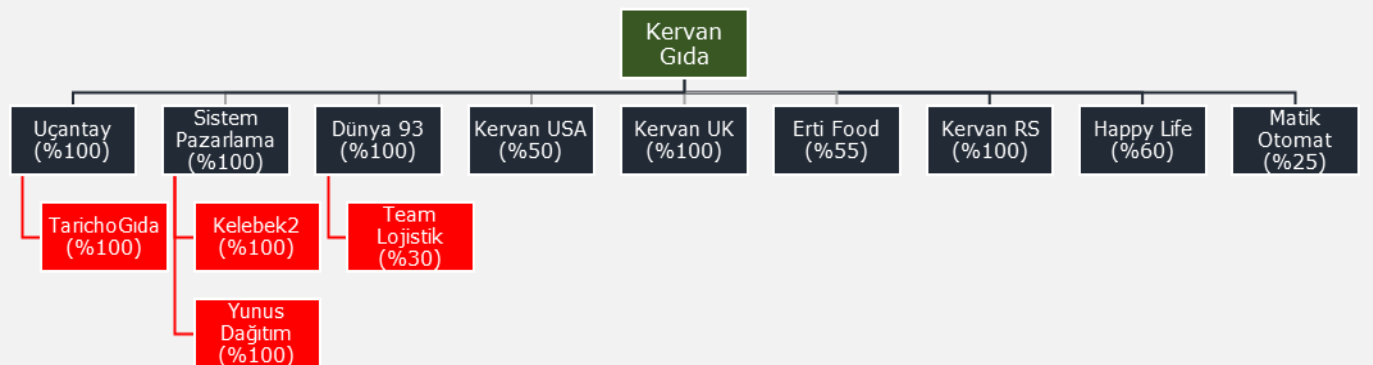 Kervan
Gıda
Uçantay
(%100)
Sistem
Pazarlama
(%100)
Dünya 93
(%100)
Kervan USA
(%50)
Kervan UK
(%100)
Erti Food
(%55)
Kervan RS
(%100)
Happy Life
(%60)
Matik
Otomat
(%25)
TarichoGıda
(%100)
Kelebek2
(%100)
Team
Lojistik
(%30)
Yunus
Dağıtım
(%100)